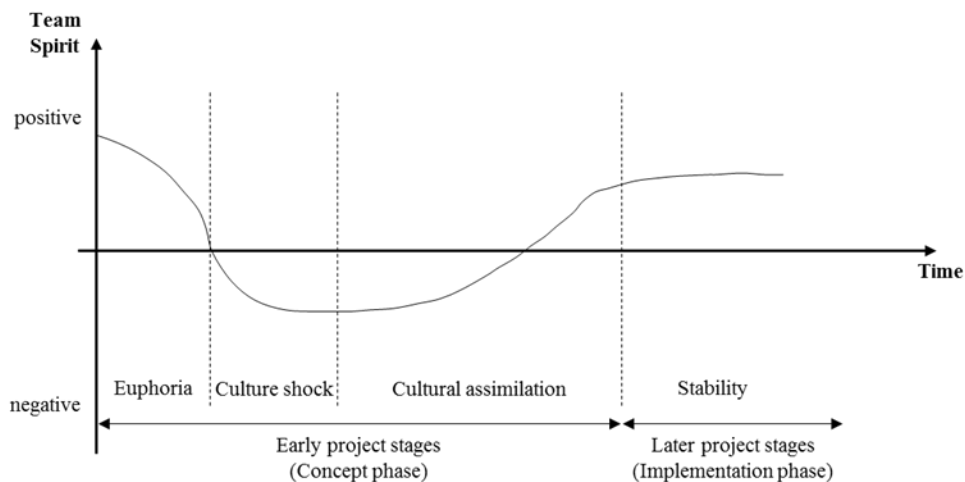 Team
Spirit
positive
Time
Euphoria
Culture shock
Cultural assimilation
Stability
negative
Early project stages
(Concept phase)
Later project stages
(Implementation phase)